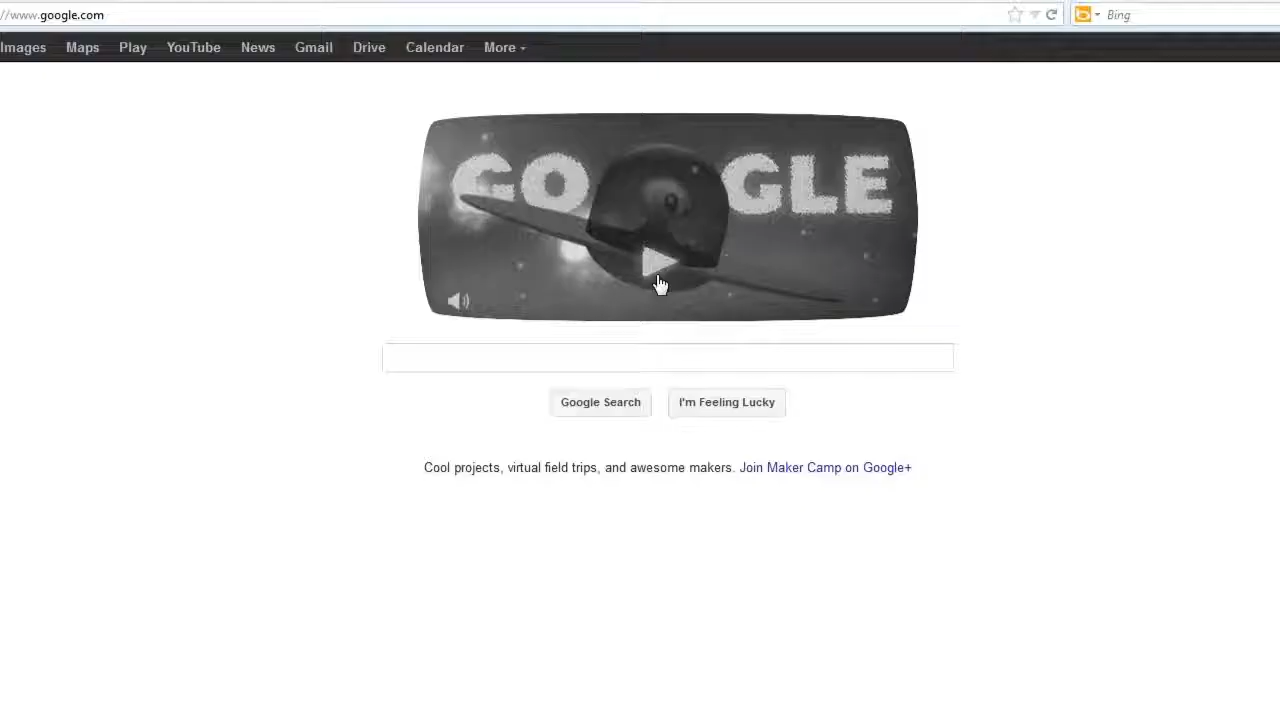 //www.google.com
Bing
Images Maps Play YouTube News Gmail Drive Calendar More
GOOGLE
Google Search I'm Feeling Lucky
Cool projects, virtual field trips, and awesome makers. Join Maker Camp on Google+